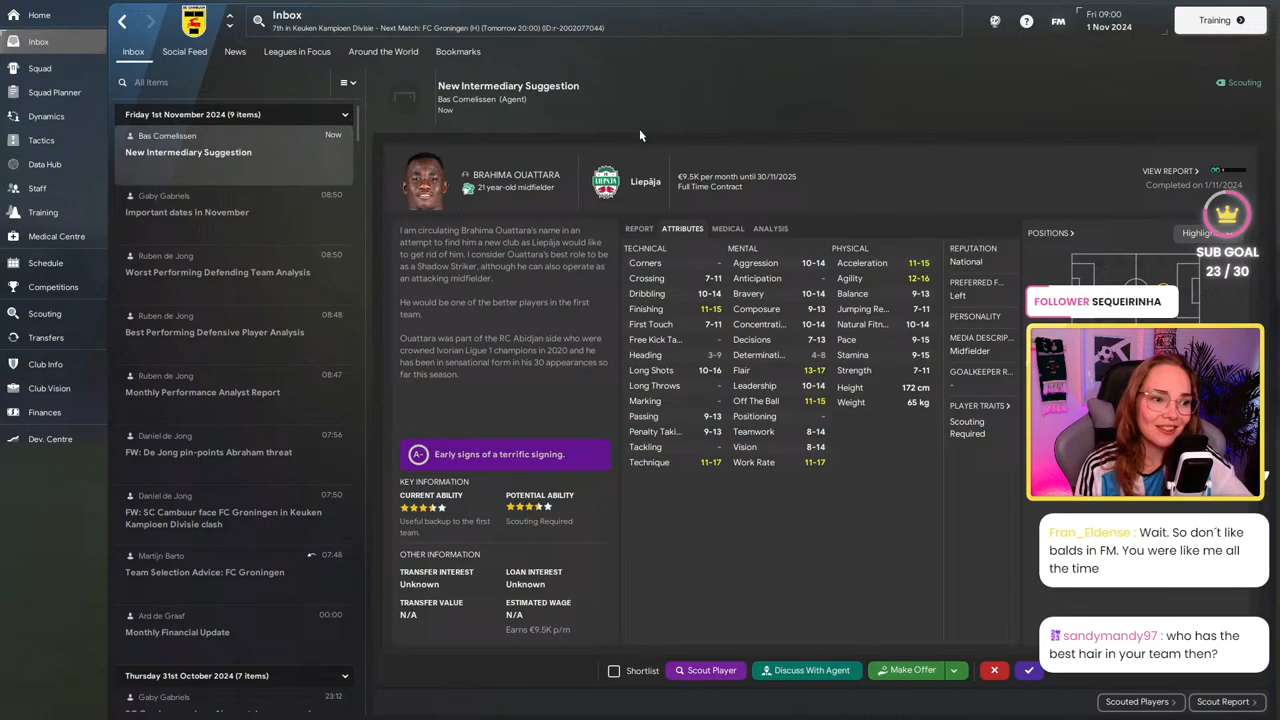 Home
Inbox
Squad
Squad Planner
Dynamics
Tactics
Data Hub
Staff
Training
Medical Centre
Schedule
Competitions
Scouting
Transfers
Club Info
Club Vision
Finances
Dev. Centre
Inbox
7th in Keuken Kampioen Divisie - Next Match: FC Groningen (H) (Tomorrow 20:00) (ID:r-2002077044)
FM
Fri 09:00
1 Nov 2024
Training
Inbox
Social Feed
News
Leagues in Focus
Around the World
Bookmarks
All Items
Friday 1st November 2024 (9 items)
Bas Cornelissen
Now
New Intermediary Suggestion
Gaby Gabriels
08:50
Important dates in November
Ruben de Jong
08:50
Worst Performing Defending Team Analysis
Ruben de Jong
08:48
Best Performing Defensive Player Analysis
Ruben de Jong
08:47
Monthly Performance Analyst Report
Daniel de Jong
07:56
FW: De Jong pin-points Abraham threat
Daniel de Jong
07:50
FW: SC Cambuur face FC Groningen in
Keuken Kampioen Divisie clash
Martijn Barto
07:48
Team Selection Advice: FC Groningen
Ard de Graaf
00:00
Monthly Financial Update
Thursday 31st October 2024 (7 items)
Gaby Gabriels
23:12
New Intermediary Suggestion
Bas Cornelissen (Agent)
Now
Scouting
BRAHIMA OUATTARA
21 year-old midfielder
Liepāja
€9.5K per month until 30/11/2025
Full Time Contract
VIEW REPORT
Completed on 1/11/2024
I am circulating Brahima Ouattara's name in an
attempt to find him a new club as Liepāja would like
to get rid of him. I consider Ouattara's best role to be
as a Shadow Striker, although he can also operate as
an attacking midfielder.
He would be one of the better players in the first
team.
Ouattara was part of the RC Abidjan side who were
crowned Ivorian Ligue 1 champions in 2020 and he
has been in sensational form in his 30 appearances so
far this season.
A- Early signs of a terrific signing.
KEY INFORMATION
CURRENT ABILITY
POTENTIAL ABILITY
Useful backup to the first
team.
Scouting Required
OTHER INFORMATION
TRANSFER INTEREST
LOAN INTEREST
Unknown
Unknown
TRANSFER VALUE
ESTIMATED WAGE
N/A
N/A
Earns €9.5K p/m
REPORT
ATTRIBUTES
MEDICAL
ANALYSIS
TECHNICAL
Corners -
Crossing 7-11
Dribbling 10-14
Finishing 11-15
First Touch 7-11
Free Kick Ta... -
Heading 3-9
Long Shots 10-16
Long Throws -
Marking -
Passing 9-13
Penalty Taki... 9-13
Tackling -
Technique 11-17
MENTAL
Aggression 10-14
Anticipation -
Bravery 10-14
Composure 9-13
Concentrati... 10-14
Decisions 7-13
Determinati... 4-8
Flair 13-17
Leadership 10-14
Off The Ball 11-15
Positioning -
Teamwork 8-14
Vision 8-14
Work Rate 11-17
PHYSICAL
Acceleration 11-15
Agility 12-16
Balance 9-13
Jumping Re... 7-11
Natural Fitn... 10-14
Pace 9-15
Stamina 9-15
Strength 7-11
Height 172 cm
Weight 65 kg
REPUTATION
National
PREFERRED F...
Left
PERSONALITY
-
MEDIA DESCRIP...
Midfielder
GOALKEEPER R...
-
PLAYER TRAITS
Scouting
Required
POSITIONS
SUB GOAL
23 / 30
FOLLOWER SEQUEIRINHA
Fran_Eldense : Wait. So don´t like
balds in FM. You were like me all
the time
sandymandy97 : who has the
best hair in your team then?
Shortlist
Scout Player
Discuss With Agent
Make Offer
Scouted Players
Scout Report